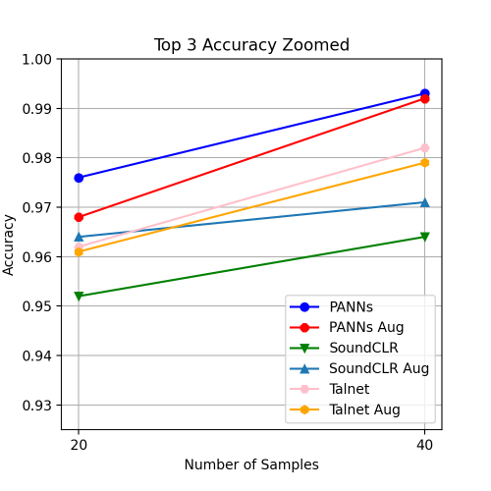 Top 3 Accuracy Zoomed
1.00
0.99
0.98
0.97
0.96
0.95
0.94
0.93
Accuracy
20
40
Number of Samples
PANNs
PANNs Aug
SoundCLR
SoundCLR Aug
Talnet
Talnet Aug